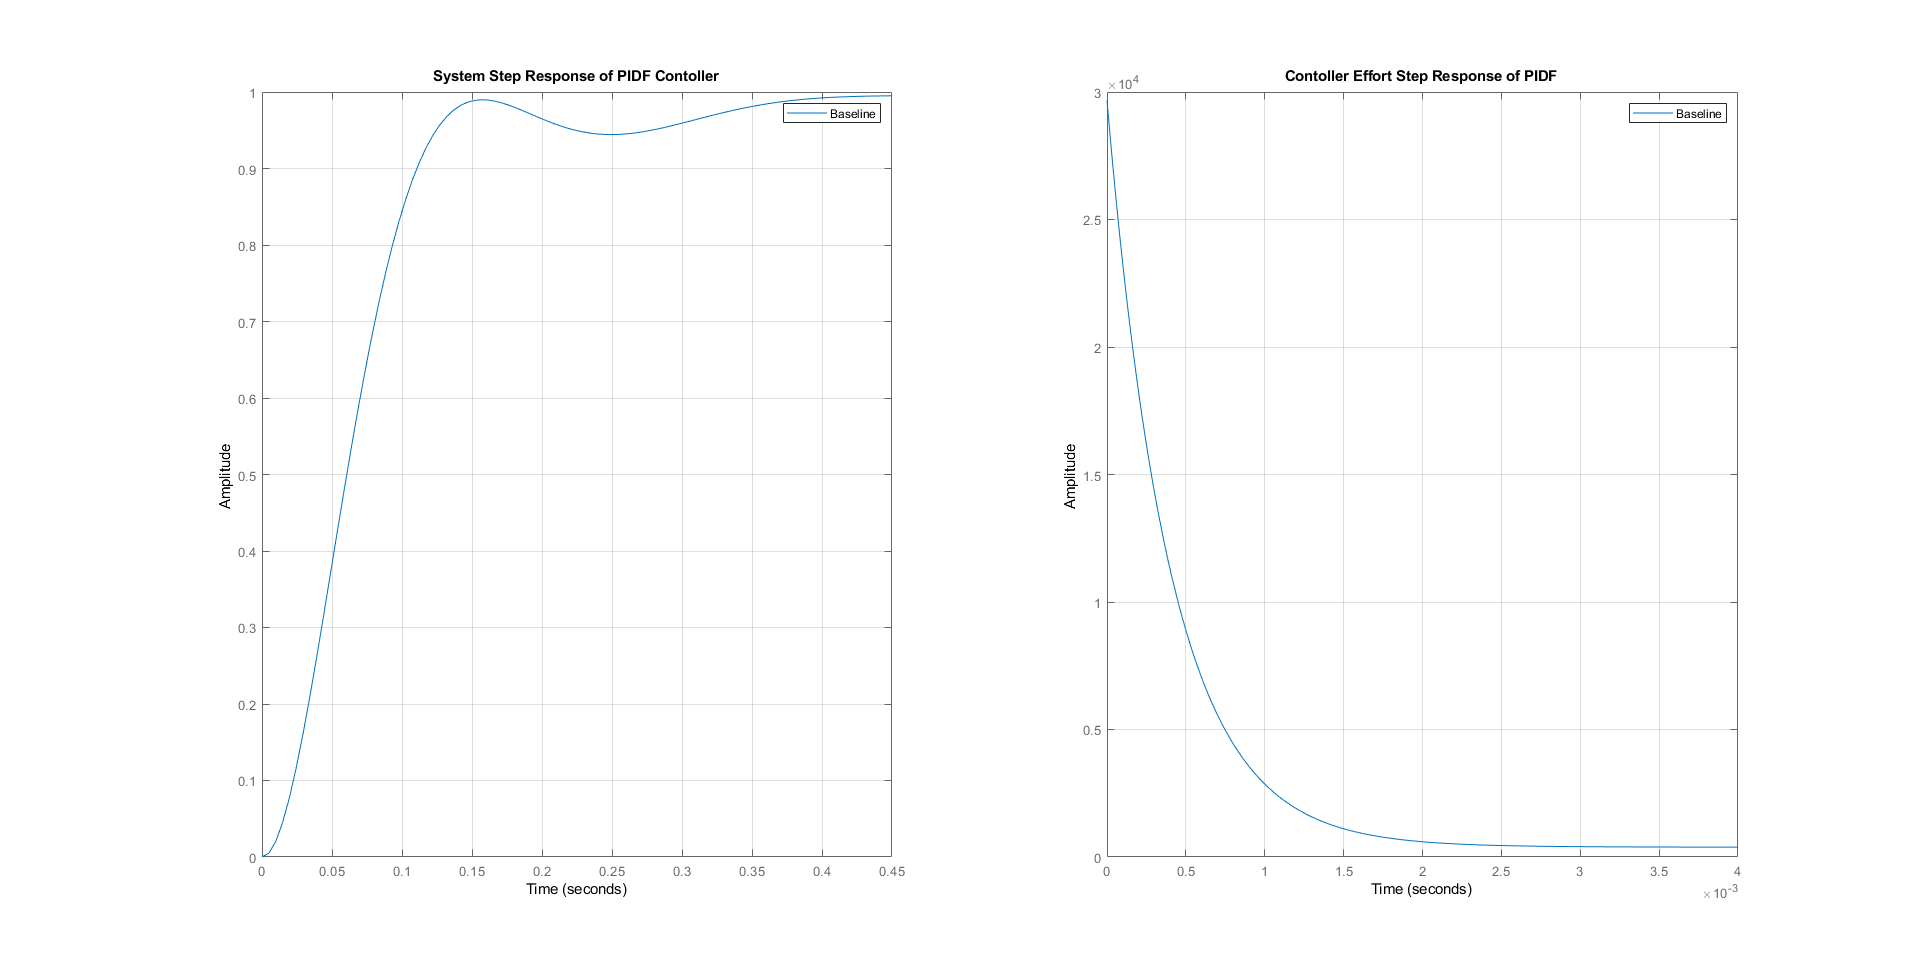 System Step Response of PIDF Contoller
Baseline
Amplitude
1
0.9
0.8
0.7
0.6
0.5
0.4
0.3
0.2
0.1
0
0 0.05 0.1 0.15 0.2 0.25 0.3 0.35 0.4 0.45
Time (seconds)
Contoller Effort Step Response of PIDF
×10^4
Baseline
Amplitude
3
2.5
2
1.5
1
0.5
0
0 0.5 1 1.5 2 2.5 3 3.5 4
Time (seconds)
×10^-3